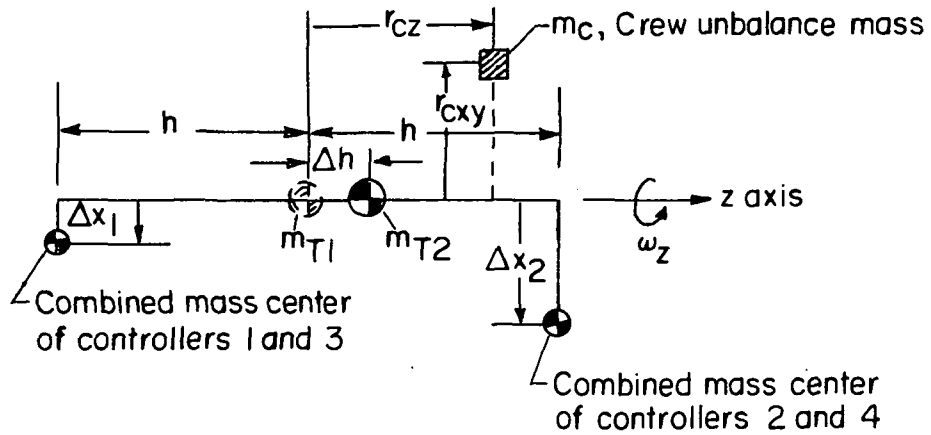 r_cz
m_c, Crew unbalance mass
r_cxy
h
h
Δh
z axis
Δx_1
m_T1
m_T2
Δx_2
ω_z
Combined mass center
of controllers 1 and 3
Combined mass center
of controllers 2 and 4